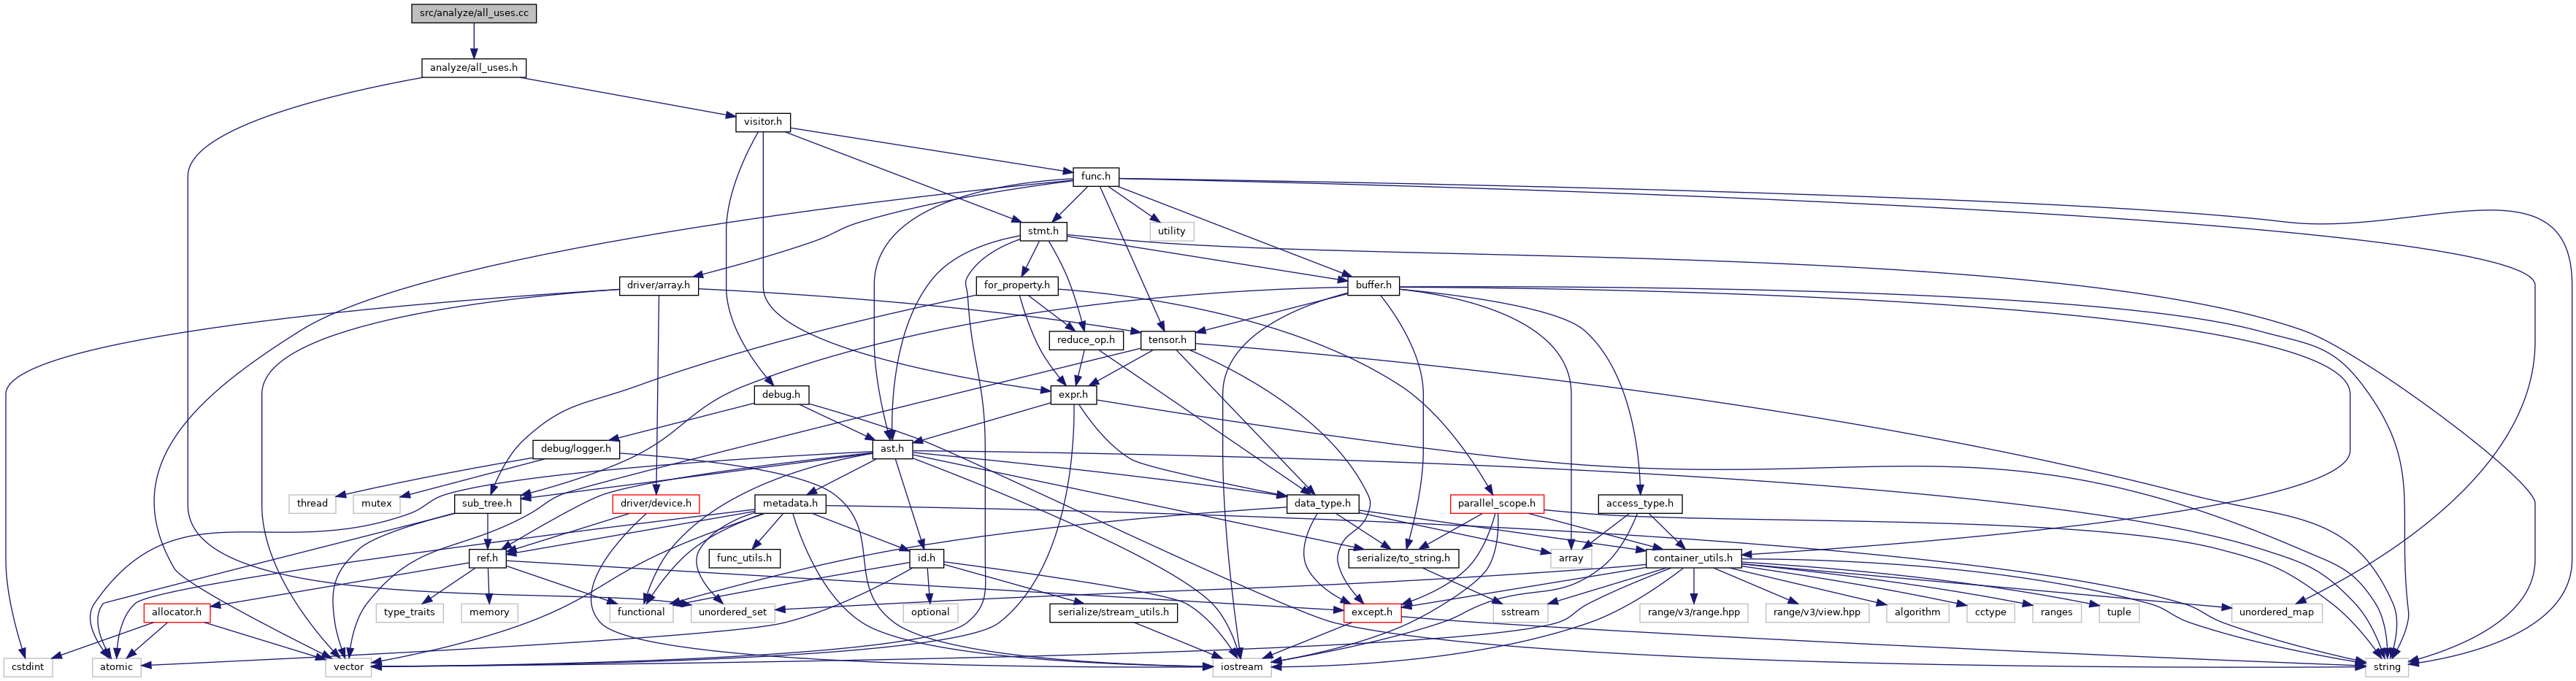 src/analyze/all_uses.cc
analyze/all_uses.h
visitor.h
func.h
stmt.h
utility
driver/array.h
for_property.h
buffer.h
reduce_op.h
tensor.h
debug.h
expr.h
debug/logger.h
ast.h
thread
mutex
sub_tree.h
driver/device.h
metadata.h
data_type.h
parallel_scope.h
access_type.h
ref.h
func_utils.h
id.h
serialize/to_string.h
array
container_utils.h
allocator.h
type_traits
memory
functional
unordered_set
optional
serialize/stream_utils.h
except.h
sstream
range/v3/range.hpp
range/v3/view.hpp
algorithm
cctype
ranges
tuple
unordered_map
cstdint
atomic
vector
iostream
string